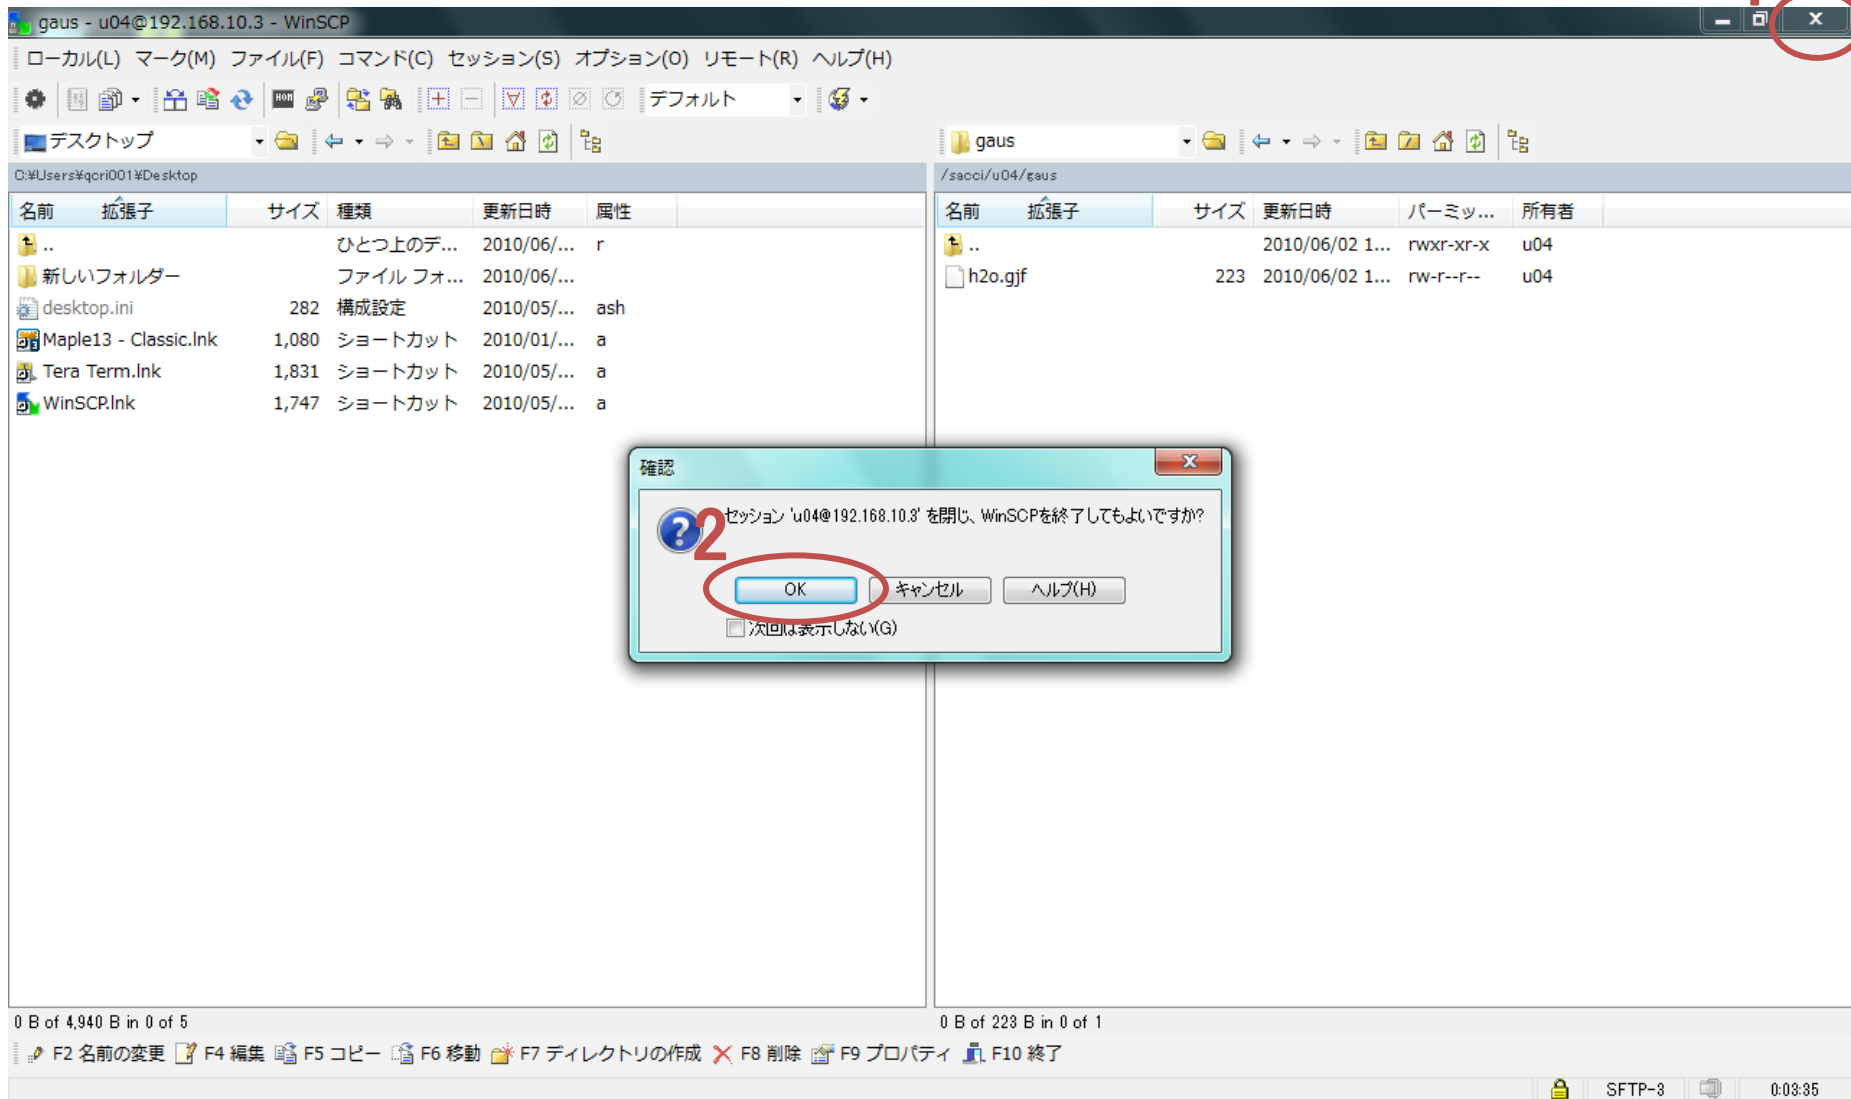 gaus - u04@192.168.10.3 - WinSCP
ローカル(L) マーク(M) ファイル(F) コマンド(C) セッション(S) オプション(O) リモート(R) ヘルプ(H)
デフォルト
デスクトップ
gaus
C:¥Users¥qcri001¥Desktop
/sacci/u04/gaus
名前 拡張子 サイズ 種類 更新日時 属性
名前 拡張子 サイズ 更新日時 パーミッ... 所有者
.. ひとつ上のデ... 2010/06/... r
.. 2010/06/02 1... rwxr-xr-x u04
新しいフォルダー ファイル フォ... 2010/06/...
h2o.gjf 223 2010/06/02 1... rw-r--r-- u04
desktop.ini 282 構成設定 2010/05/... ash
Maple13 - Classic.lnk 1,080 ショートカット 2010/01/... a
Tera Term.lnk 1,831 ショートカット 2010/05/... a
WinSCP.lnk 1,747 ショートカット 2010/05/... a
確認
セッション 'u04@192.168.10.3' を閉じ、WinSCPを終了してもよいですか?
2
OK キャンセル ヘルプ(H)
次回は表示しない(G)
0 B of 4,940 B in 0 of 5
0 B of 223 B in 0 of 1
F2 名前の変更 F4 編集 F5 コピー F6 移動 F7 ディレクトリの作成 F8 削除 F9 プロパティ F10 終了
SFTP-3 0:03:35